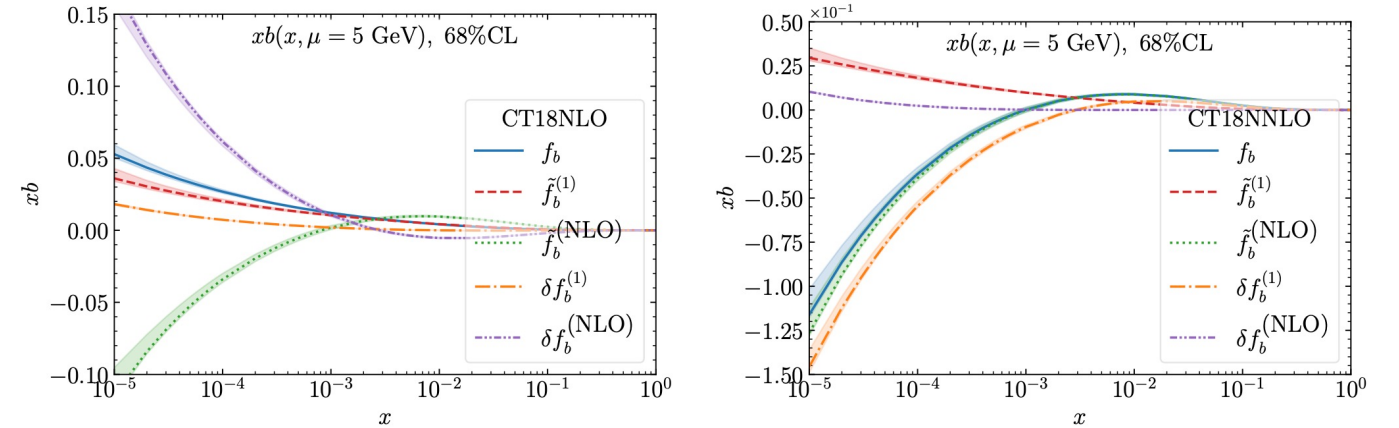 xb(x, μ = 5 GeV), 68%CL
CT18NLO
f_b
f̃_b^(1)
f̃_b^(NLO)
δf_b^(1)
δf_b^(NLO)
0.15
0.10
0.05
0.00
−0.05
−0.10
xb
10^−5
10^−4
10^−3
10^−2
10^−1
10^0
x
×10^−1
xb(x, μ = 5 GeV), 68%CL
CT18NNLO
f_b
f̃_b^(1)
f̃_b^(NLO)
δf_b^(1)
δf_b^(NLO)
0.50
0.25
0.00
−0.25
−0.50
−0.75
−1.00
−1.25
−1.50
xb
10^−5
10^−4
10^−3
10^−2
10^−1
10^0
x